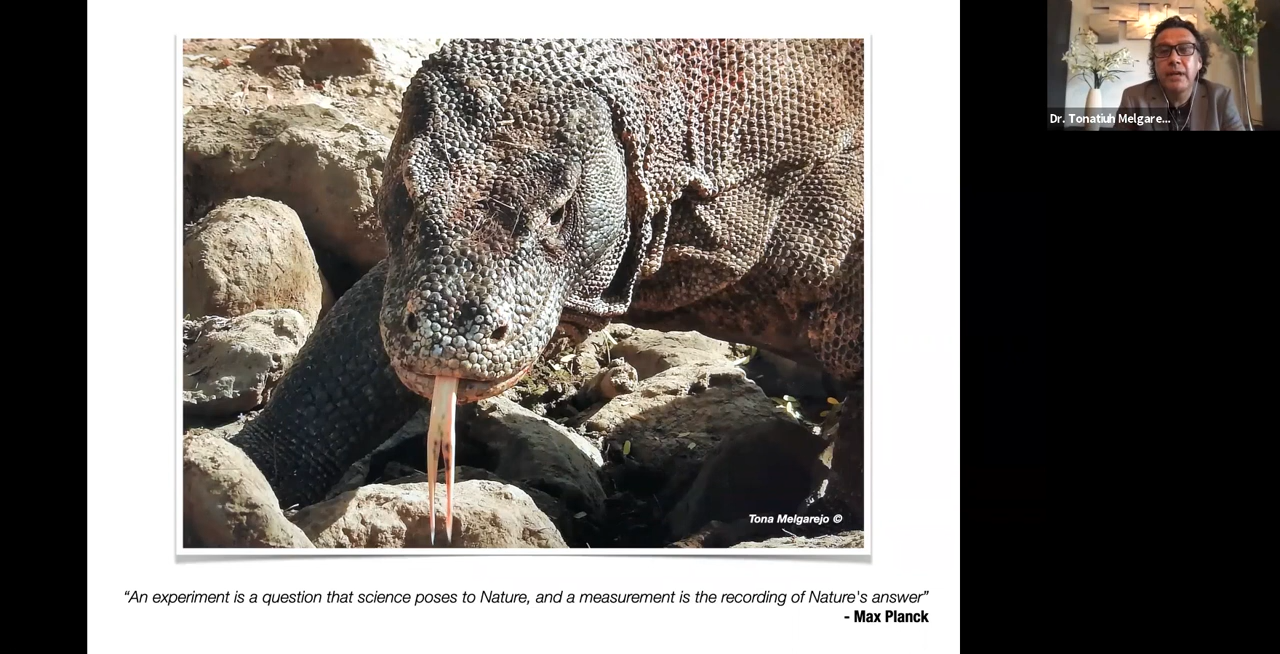 Dr. Tonatiuh Melgare...
Tona Melgarejo ©
“An experiment is a question that science poses to Nature, and a measurement is the recording of Nature's answer”
- Max Planck